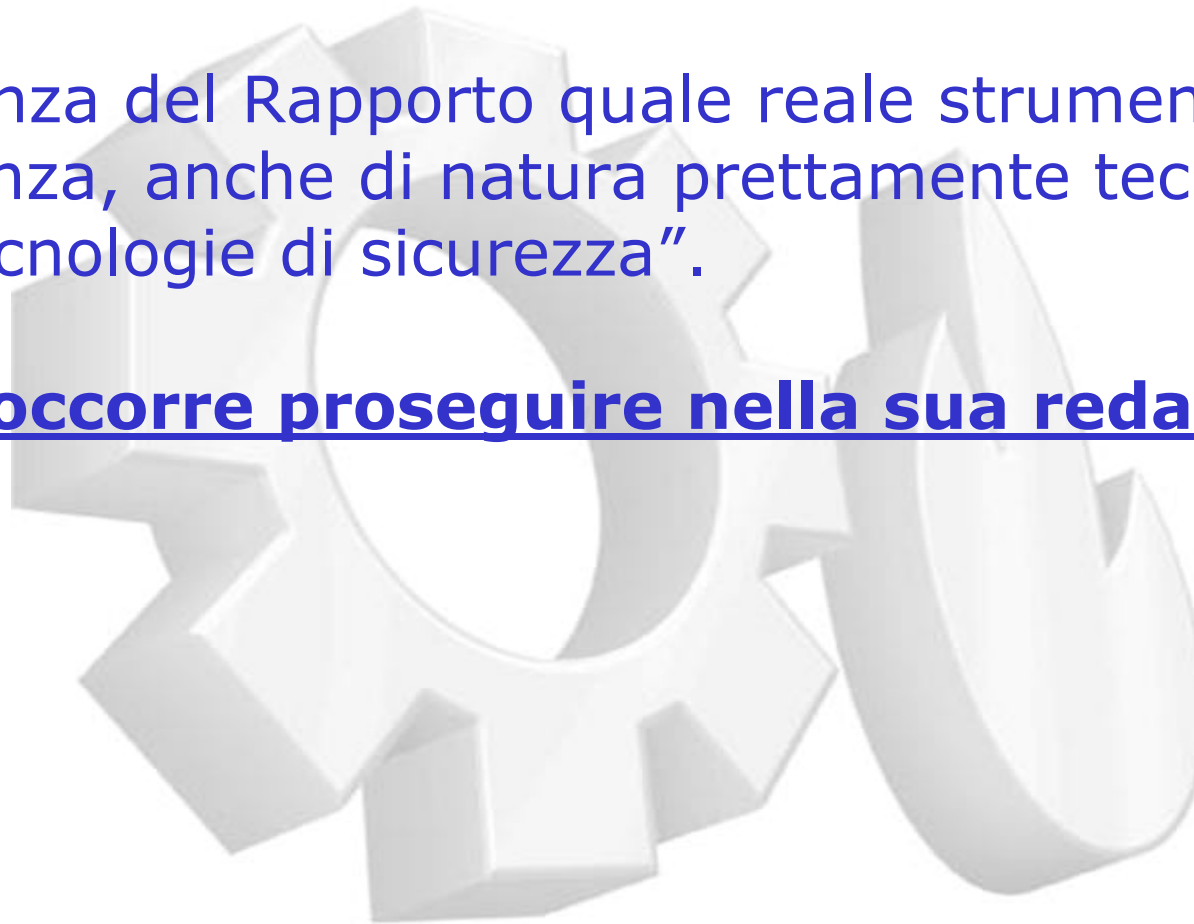 nza del Rapporto quale reale strumen
nza, anche di natura prettamente tec
cnologie di sicurezza”.
occorre proseguire nella sua reda